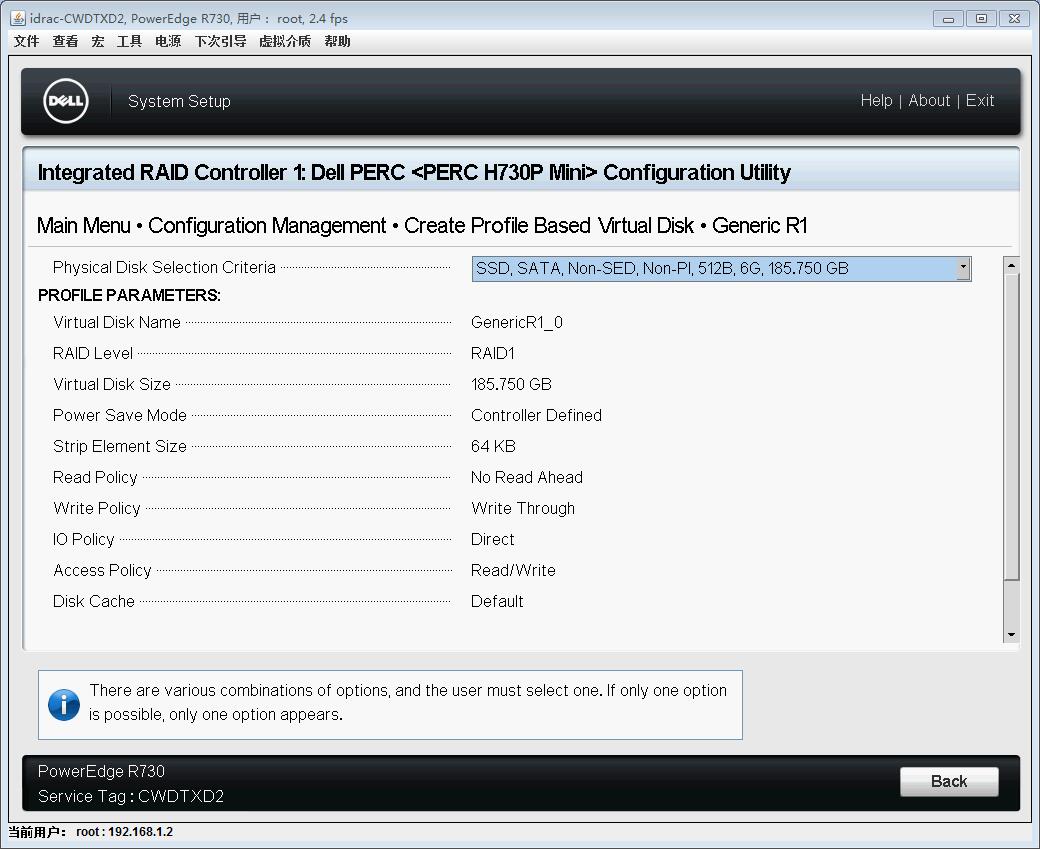 idrac-CWDTXD2, PowerEdge R730, 用户： root, 2.4 fps
文件 查看 宏 工具 电源 下次引导 虚拟介质 帮助
DELL System Setup Help | About | Exit
Integrated RAID Controller 1: Dell PERC <PERC H730P Mini> Configuration Utility
Main Menu • Configuration Management • Create Profile Based Virtual Disk • Generic R1
Physical Disk Selection Criteria SSD, SATA, Non-SED, Non-PI, 512B, 6G, 185.750 GB
PROFILE PARAMETERS:
Virtual Disk Name GenericR1_0
RAID Level RAID1
Virtual Disk Size 185.750 GB
Power Save Mode Controller Defined
Strip Element Size 64 KB
Read Policy No Read Ahead
Write Policy Write Through
IO Policy Direct
Access Policy Read/Write
Disk Cache Default
There are various combinations of options, and the user must select one. If only one option
is possible, only one option appears.
PowerEdge R730
Service Tag : CWDTXD2
Back
当前用户： root : 192.168.1.2